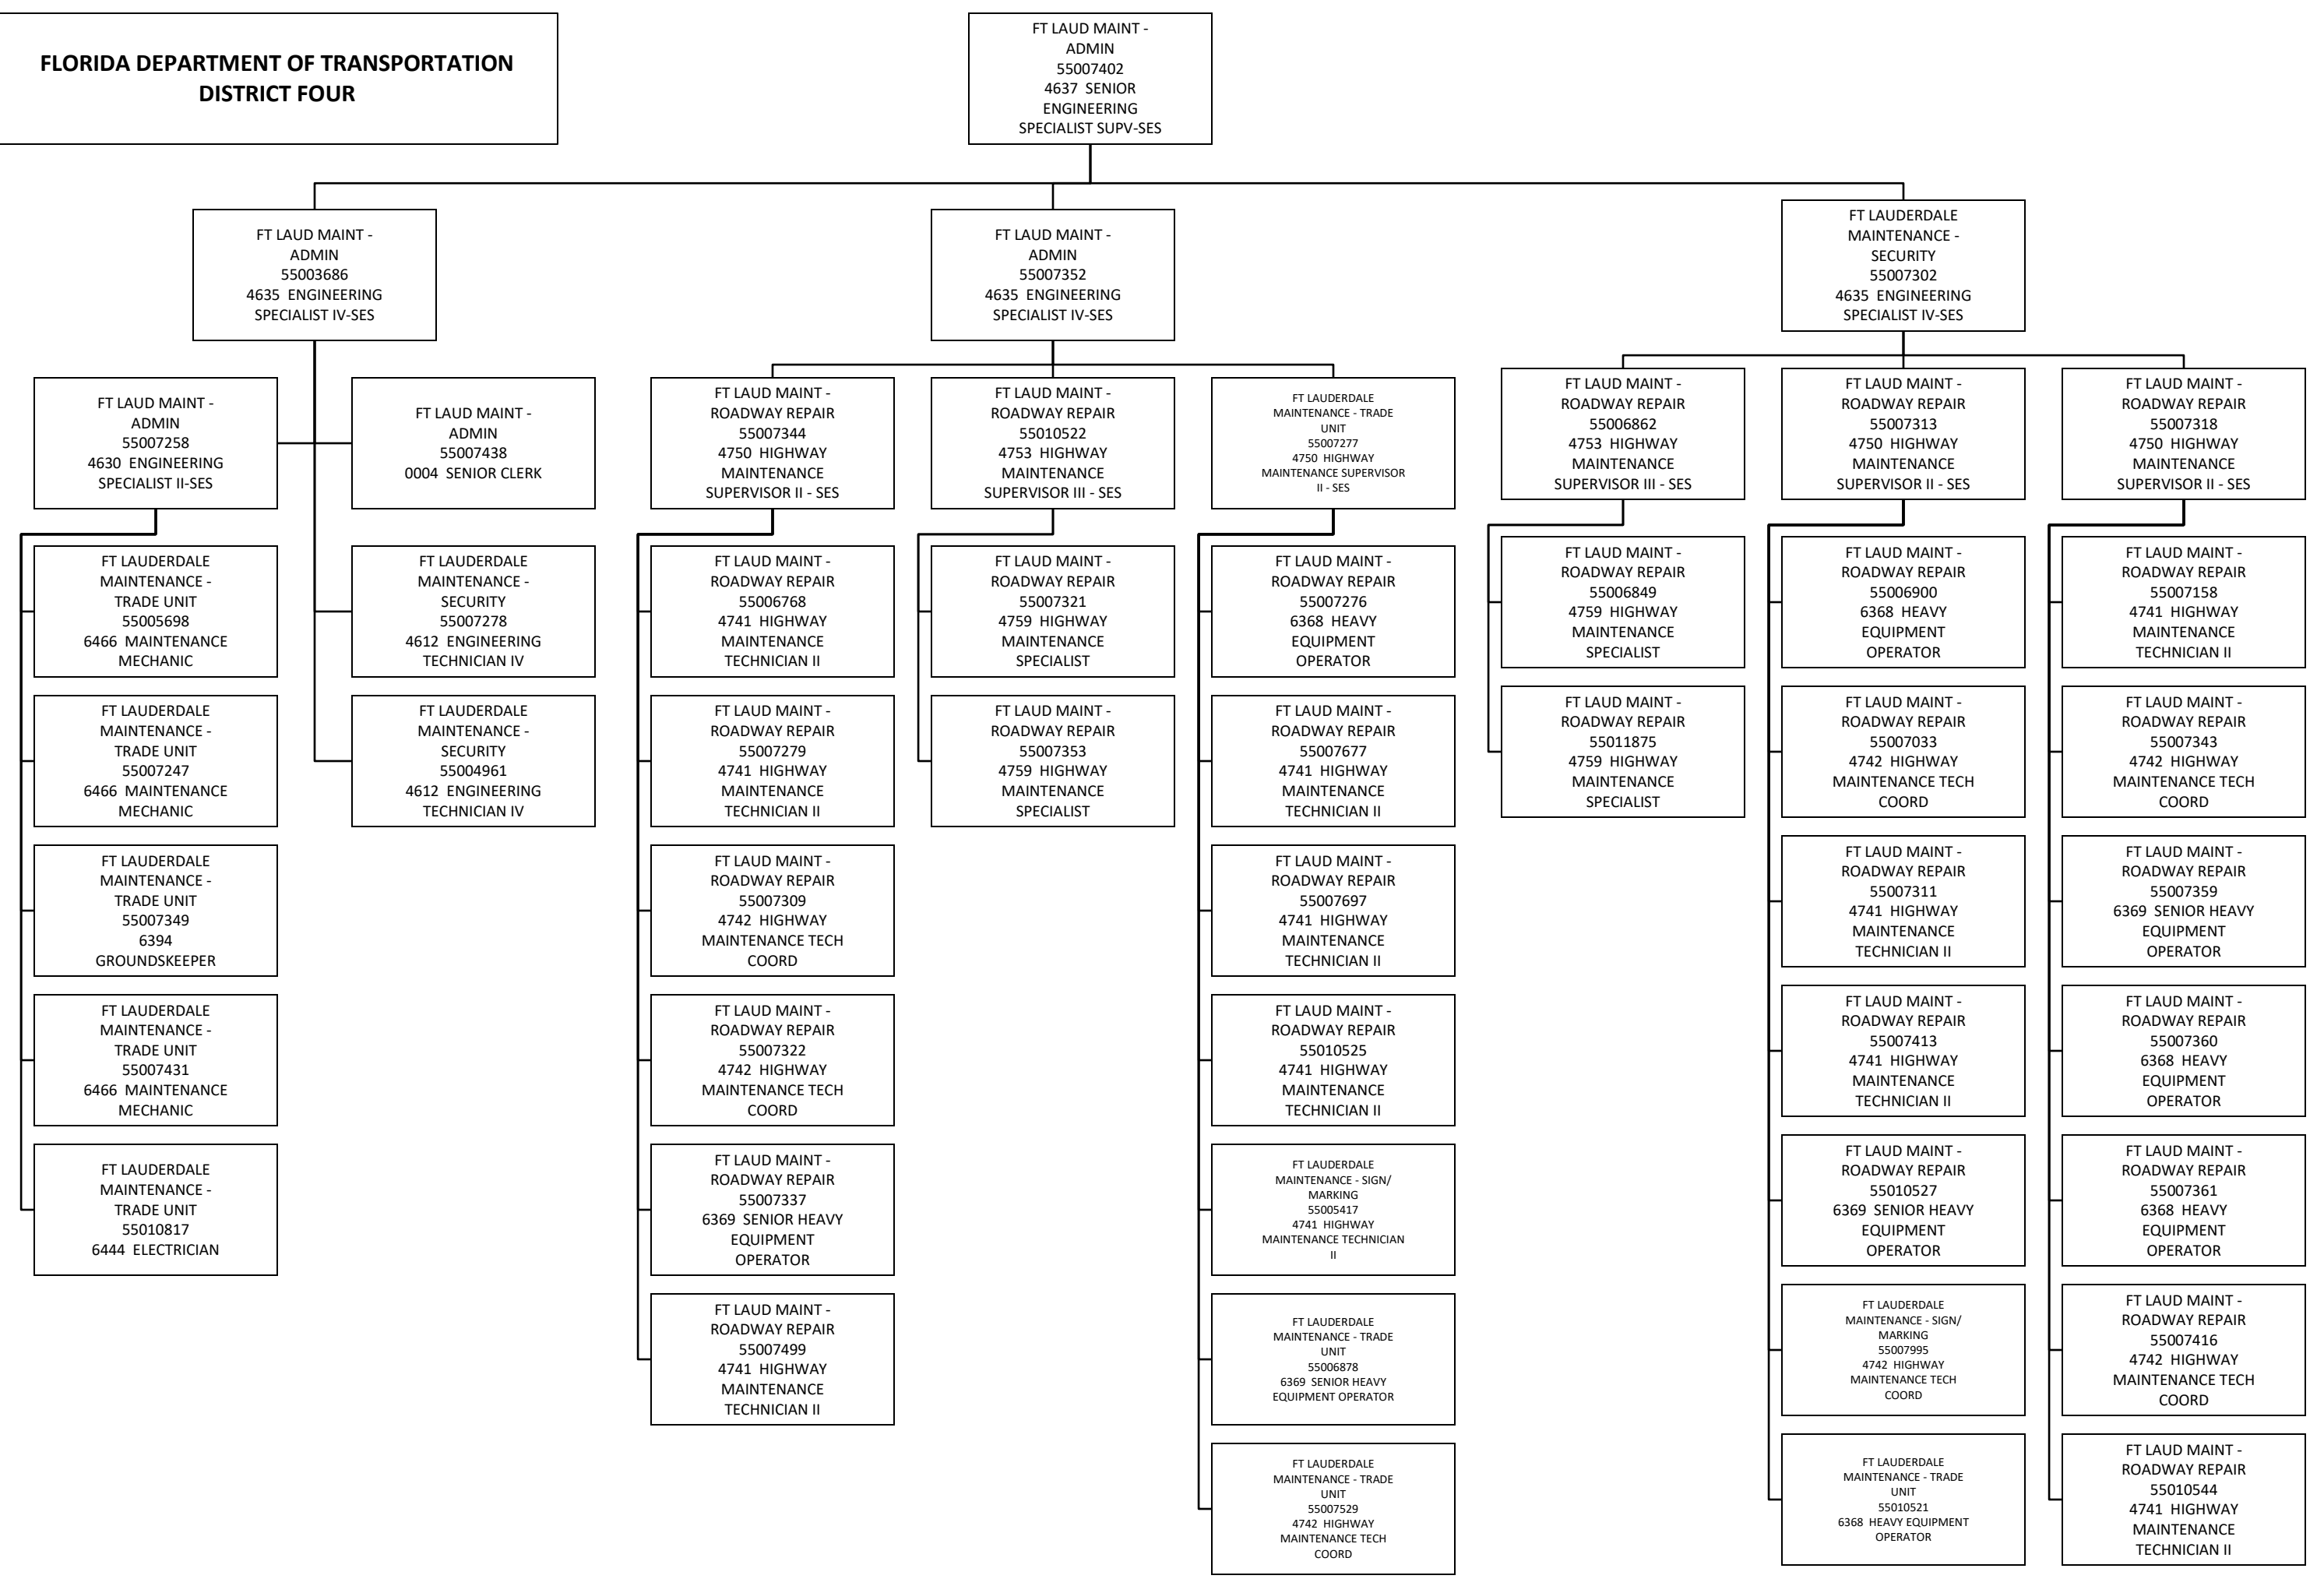 FLORIDA DEPARTMENT OF TRANSPORTATION
DISTRICT FOUR
FT LAUD MAINT -
ADMIN
55007402
4637 SENIOR
ENGINEERING
SPECIALIST SUPV-SES
FT LAUD MAINT -
ADMIN
55003686
4635 ENGINEERING
SPECIALIST IV-SES
FT LAUD MAINT -
ADMIN
55007352
4635 ENGINEERING
SPECIALIST IV-SES
FT LAUDERDALE
MAINTENANCE -
SECURITY
55007302
4635 ENGINEERING
SPECIALIST IV-SES
FT LAUD MAINT -
ADMIN
55007258
4630 ENGINEERING
SPECIALIST II-SES
FT LAUD MAINT -
ADMIN
55007438
0004 SENIOR CLERK
FT LAUD MAINT -
ROADWAY REPAIR
55007344
4750 HIGHWAY
MAINTENANCE
SUPERVISOR II - SES
FT LAUD MAINT -
ROADWAY REPAIR
55010522
4753 HIGHWAY
MAINTENANCE
SUPERVISOR III - SES
FT LAUDERDALE
MAINTENANCE - TRADE
UNIT
55007277
4750 HIGHWAY
MAINTENANCE SUPERVISOR
II - SES
FT LAUD MAINT -
ROADWAY REPAIR
55006862
4753 HIGHWAY
MAINTENANCE
SUPERVISOR III - SES
FT LAUD MAINT -
ROADWAY REPAIR
55007313
4750 HIGHWAY
MAINTENANCE
SUPERVISOR II - SES
FT LAUD MAINT -
ROADWAY REPAIR
55007318
4750 HIGHWAY
MAINTENANCE
SUPERVISOR II - SES
FT LAUDERDALE
MAINTENANCE -
TRADE UNIT
55005698
6466 MAINTENANCE
MECHANIC
FT LAUDERDALE
MAINTENANCE -
SECURITY
55007278
4612 ENGINEERING
TECHNICIAN IV
FT LAUD MAINT -
ROADWAY REPAIR
55006768
4741 HIGHWAY
MAINTENANCE
TECHNICIAN II
FT LAUD MAINT -
ROADWAY REPAIR
55007321
4759 HIGHWAY
MAINTENANCE
SPECIALIST
FT LAUD MAINT -
ROADWAY REPAIR
55007276
6368 HEAVY
EQUIPMENT
OPERATOR
FT LAUD MAINT -
ROADWAY REPAIR
55006849
4759 HIGHWAY
MAINTENANCE
SPECIALIST
FT LAUD MAINT -
ROADWAY REPAIR
55006900
6368 HEAVY
EQUIPMENT
OPERATOR
FT LAUD MAINT -
ROADWAY REPAIR
55007158
4741 HIGHWAY
MAINTENANCE
TECHNICIAN II
FT LAUDERDALE
MAINTENANCE -
TRADE UNIT
55007247
6466 MAINTENANCE
MECHANIC
FT LAUDERDALE
MAINTENANCE -
SECURITY
55004961
4612 ENGINEERING
TECHNICIAN IV
FT LAUD MAINT -
ROADWAY REPAIR
55007279
4741 HIGHWAY
MAINTENANCE
TECHNICIAN II
FT LAUD MAINT -
ROADWAY REPAIR
55007353
4759 HIGHWAY
MAINTENANCE
SPECIALIST
FT LAUD MAINT -
ROADWAY REPAIR
55007677
4741 HIGHWAY
MAINTENANCE
TECHNICIAN II
FT LAUD MAINT -
ROADWAY REPAIR
55011875
4759 HIGHWAY
MAINTENANCE
SPECIALIST
FT LAUD MAINT -
ROADWAY REPAIR
55007033
4742 HIGHWAY
MAINTENANCE TECH
COORD
FT LAUD MAINT -
ROADWAY REPAIR
55007343
4742 HIGHWAY
MAINTENANCE TECH
COORD
FT LAUDERDALE
MAINTENANCE -
TRADE UNIT
55007349
6394
GROUNDSKEEPER
FT LAUD MAINT -
ROADWAY REPAIR
55007309
4742 HIGHWAY
MAINTENANCE TECH
COORD
FT LAUD MAINT -
ROADWAY REPAIR
55007697
4741 HIGHWAY
MAINTENANCE
TECHNICIAN II
FT LAUD MAINT -
ROADWAY REPAIR
55007311
4741 HIGHWAY
MAINTENANCE
TECHNICIAN II
FT LAUD MAINT -
ROADWAY REPAIR
55007359
6369 SENIOR HEAVY
EQUIPMENT
OPERATOR
FT LAUDERDALE
MAINTENANCE -
TRADE UNIT
55007431
6466 MAINTENANCE
MECHANIC
FT LAUD MAINT -
ROADWAY REPAIR
55007322
4742 HIGHWAY
MAINTENANCE TECH
COORD
FT LAUD MAINT -
ROADWAY REPAIR
55010525
4741 HIGHWAY
MAINTENANCE
TECHNICIAN II
FT LAUD MAINT -
ROADWAY REPAIR
55007413
4741 HIGHWAY
MAINTENANCE
TECHNICIAN II
FT LAUD MAINT -
ROADWAY REPAIR
55007360
6368 HEAVY
EQUIPMENT
OPERATOR
FT LAUDERDALE
MAINTENANCE -
TRADE UNIT
55010817
6444 ELECTRICIAN
FT LAUD MAINT -
ROADWAY REPAIR
55007337
6369 SENIOR HEAVY
EQUIPMENT
OPERATOR
FT LAUDERDALE
MAINTENANCE - SIGN/
MARKING
55005417
4741 HIGHWAY
MAINTENANCE TECHNICIAN
II
FT LAUD MAINT -
ROADWAY REPAIR
55010527
6369 SENIOR HEAVY
EQUIPMENT
OPERATOR
FT LAUD MAINT -
ROADWAY REPAIR
55007361
6368 HEAVY
EQUIPMENT
OPERATOR
FT LAUD MAINT -
ROADWAY REPAIR
55007499
4741 HIGHWAY
MAINTENANCE
TECHNICIAN II
FT LAUDERDALE
MAINTENANCE - TRADE
UNIT
55006878
6369 SENIOR HEAVY
EQUIPMENT OPERATOR
FT LAUDERDALE
MAINTENANCE - SIGN/
MARKING
55007995
4742 HIGHWAY
MAINTENANCE TECH
COORD
FT LAUD MAINT -
ROADWAY REPAIR
55007416
4742 HIGHWAY
MAINTENANCE TECH
COORD
FT LAUDERDALE
MAINTENANCE - TRADE
UNIT
55007529
4742 HIGHWAY
MAINTENANCE TECH
COORD
FT LAUDERDALE
MAINTENANCE - TRADE
UNIT
55010521
6368 HEAVY EQUIPMENT
OPERATOR
FT LAUD MAINT -
ROADWAY REPAIR
55010544
4741 HIGHWAY
MAINTENANCE
TECHNICIAN II